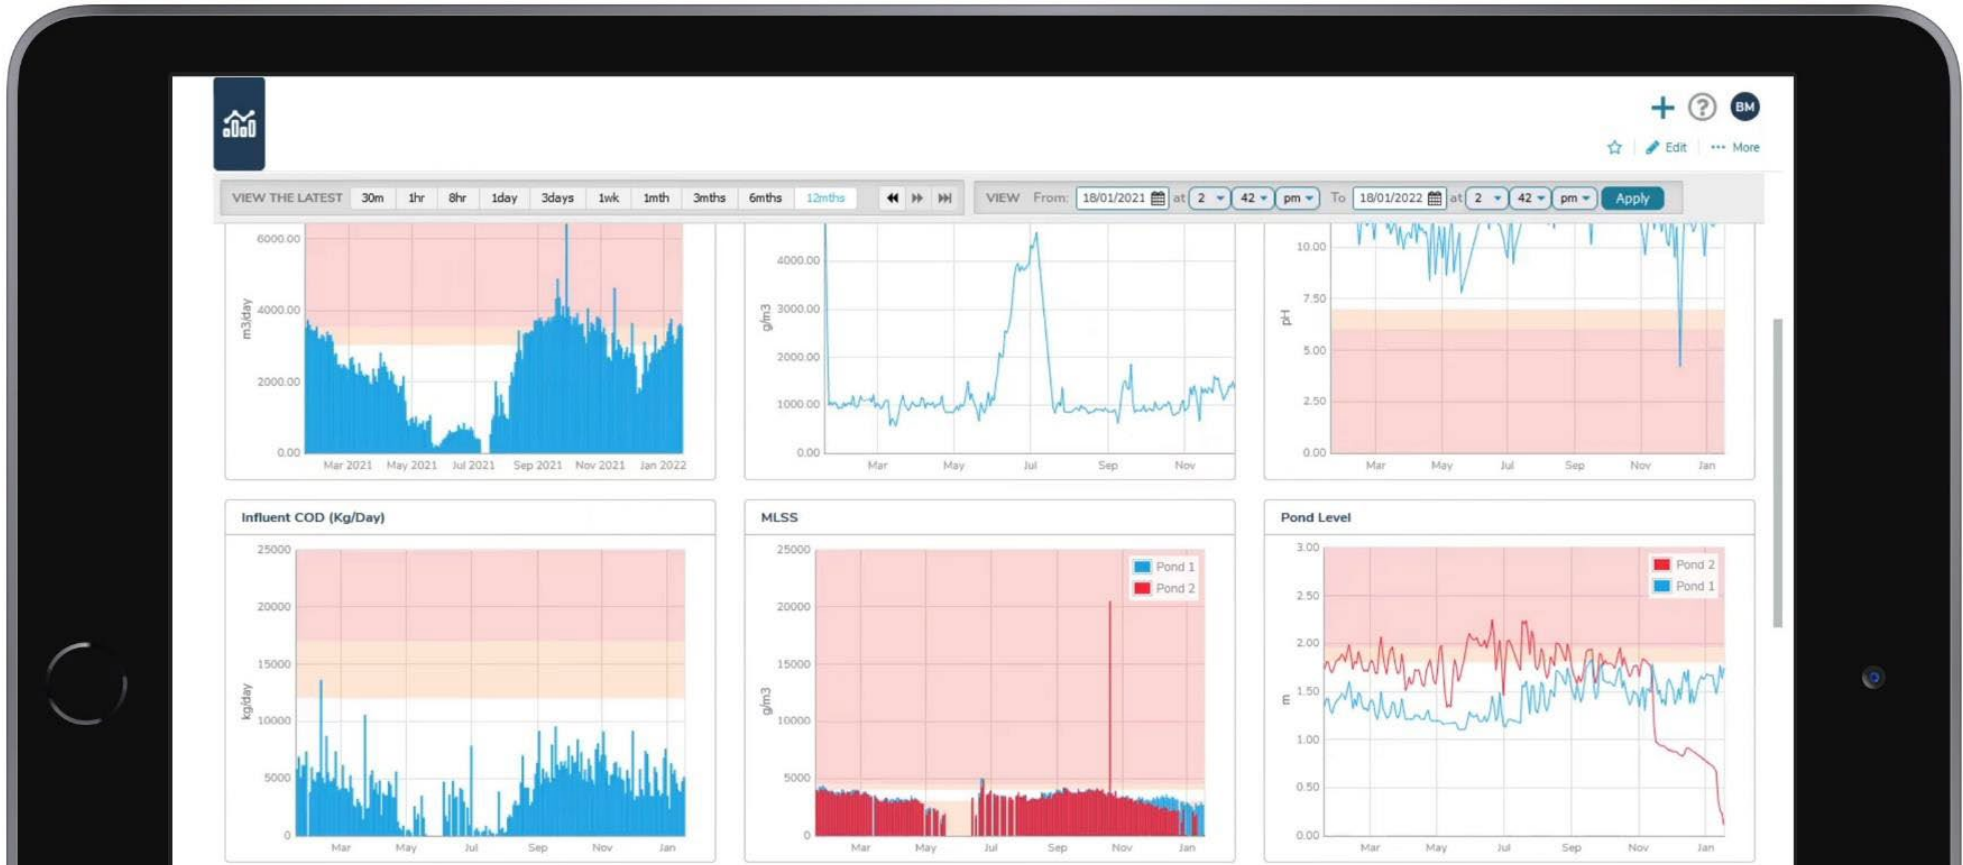 BM
Edit
More
VIEW THE LATEST 30m 1hr 8hr 1day 3days 1wk 1mth 3mths 6mths 12mths
VIEW From: 18/01/2021 at 2 42 pm To 18/01/2022 at 2 42 pm Apply
6000.00
4000.00
2000.00
0.00
m3/day
Mar 2021 May 2021 Jul 2021 Sep 2021 Nov 2021 Jan 2022
4000.00
3000.00
2000.00
1000.00
0.00
g/m3
Mar May Jul Sep Nov
10.00
7.50
5.00
2.50
0.00
pH
Mar May Jul Sep Nov Jan
Influent COD (Kg/Day)
25000
20000
15000
10000
5000
0
kg/day
Mar May Jul Sep Nov Jan
MLSS
25000
20000
15000
10000
5000
0
g/m3
Pond 1
Pond 2
Mar May Jul Sep Nov Jan
Pond Level
3.00
2.50
2.00
1.50
1.00
0.50
0.00
m
Pond 2
Pond 1
Mar May Jul Sep Nov Jan